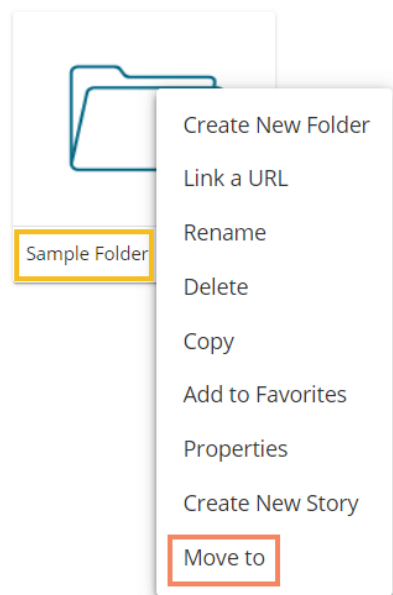 Sample Folder
Create New Folder
Link a URL
Rename
Delete
Copy
Add to Favorites
Properties
Create New Story
Move to